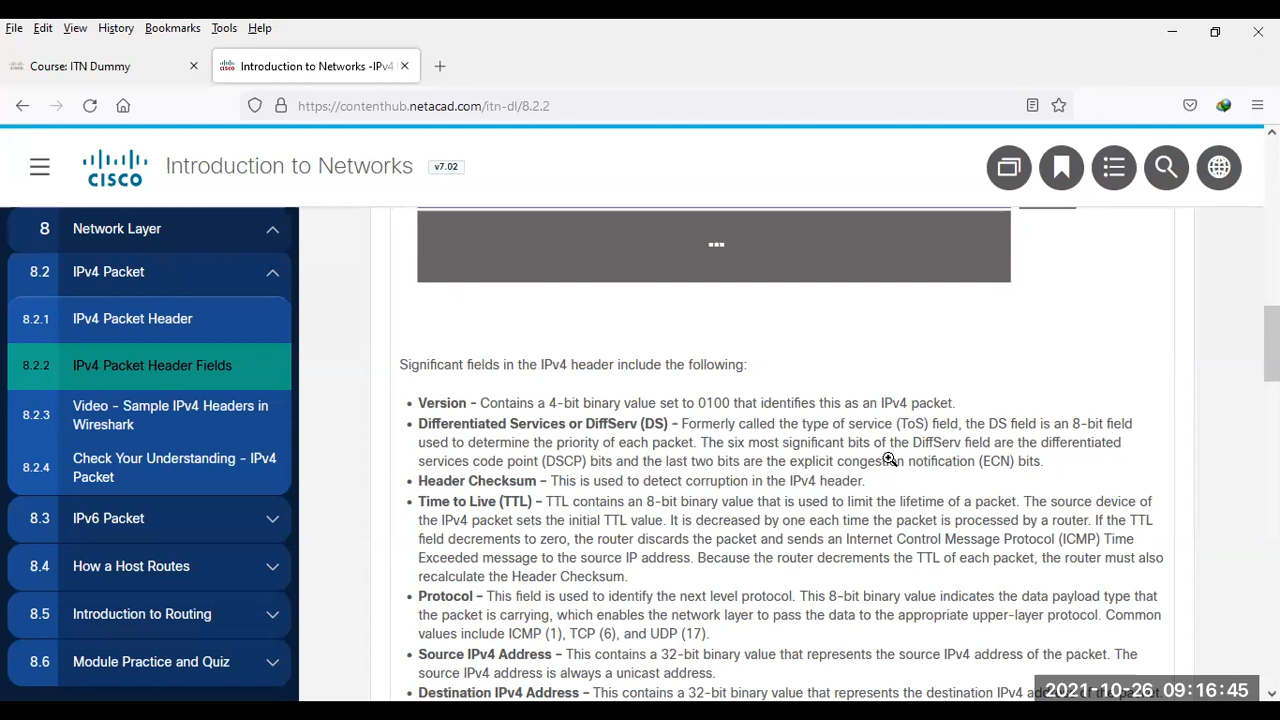 File Edit View History Bookmarks Tools Help
Course: ITN Dummy
Introduction to Networks -IPv4
https://contenthub.netacad.com/itn-dl/8.2.2
CISCO
Introduction to Networks
v7.02
8 Network Layer
8.2 IPv4 Packet
8.2.1 IPv4 Packet Header
8.2.2 IPv4 Packet Header Fields
8.2.3 Video - Sample IPv4 Headers in
Wireshark
8.2.4 Check Your Understanding - IPv4
Packet
8.3 IPv6 Packet
8.4 How a Host Routes
8.5 Introduction to Routing
8.6 Module Practice and Quiz
Significant fields in the IPv4 header include the following:
• Version - Contains a 4-bit binary value set to 0100 that identifies this as an IPv4 packet.
• Differentiated Services or DiffServ (DS) - Formerly called the type of service (ToS) field, the DS field is an 8-bit field
used to determine the priority of each packet. The six most significant bits of the DiffServ field are the differentiated
services code point (DSCP) bits and the last two bits are the explicit congestion notification (ECN) bits.
• Header Checksum - This is used to detect corruption in the IPv4 header.
• Time to Live (TTL) - TTL contains an 8-bit binary value that is used to limit the lifetime of a packet. The source device of
the IPv4 packet sets the initial TTL value. It is decreased by one each time the packet is processed by a router. If the TTL
field decrements to zero, the router discards the packet and sends an Internet Control Message Protocol (ICMP) Time
Exceeded message to the source IP address. Because the router decrements the TTL of each packet, the router must also
recalculate the Header Checksum.
• Protocol - This field is used to identify the next level protocol. This 8-bit binary value indicates the data payload type that
the packet is carrying, which enables the network layer to pass the data to the appropriate upper-layer protocol. Common
values include ICMP (1), TCP (6), and UDP (17).
• Source IPv4 Address - This contains a 32-bit binary value that represents the source IPv4 address of the packet. The
source IPv4 address is always a unicast address.
• Destination IPv4 Address - This contains a 32-bit binary value that represents the destination IPv4
2021-10-26 09:16:45